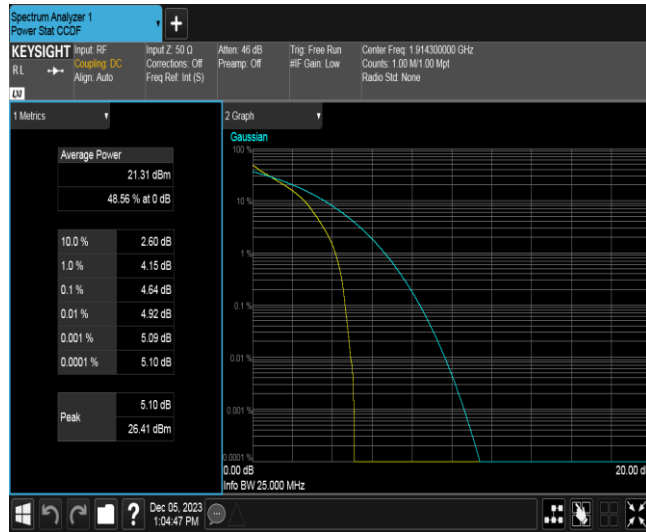 Spectrum Analyzer 1
Power Stat CCDF
+
KEYSIGHT
RL
LXI
Input: RF
Coupling: DC
Align: Auto
Input Z: 50 Ω
Corrections: Off
Freq Ref: Int (S)
Atten: 46 dB
Preamp: Off
Trig: Free Run
#IF Gain: Low
Center Freq: 1.914300000 GHz
Counts: 1.00 M/1.00 Mpt
Radio Std: None
1 Metrics
Average Power
21.31 dBm
48.56 % at 0 dB
10.0 % 2.60 dB
1.0 % 4.15 dB
0.1 % 4.64 dB
0.01 % 4.92 dB
0.001 % 5.09 dB
0.0001 % 5.10 dB
Peak
5.10 dB
26.41 dBm
2 Graph
Gaussian
100 %
10 %
1 %
0.1 %
0.01 %
0.001 %
0.0001 %
0.00 dB
20.00 d
Info BW 25.000 MHz
?
Dec 05, 2023
1:04:47 PM